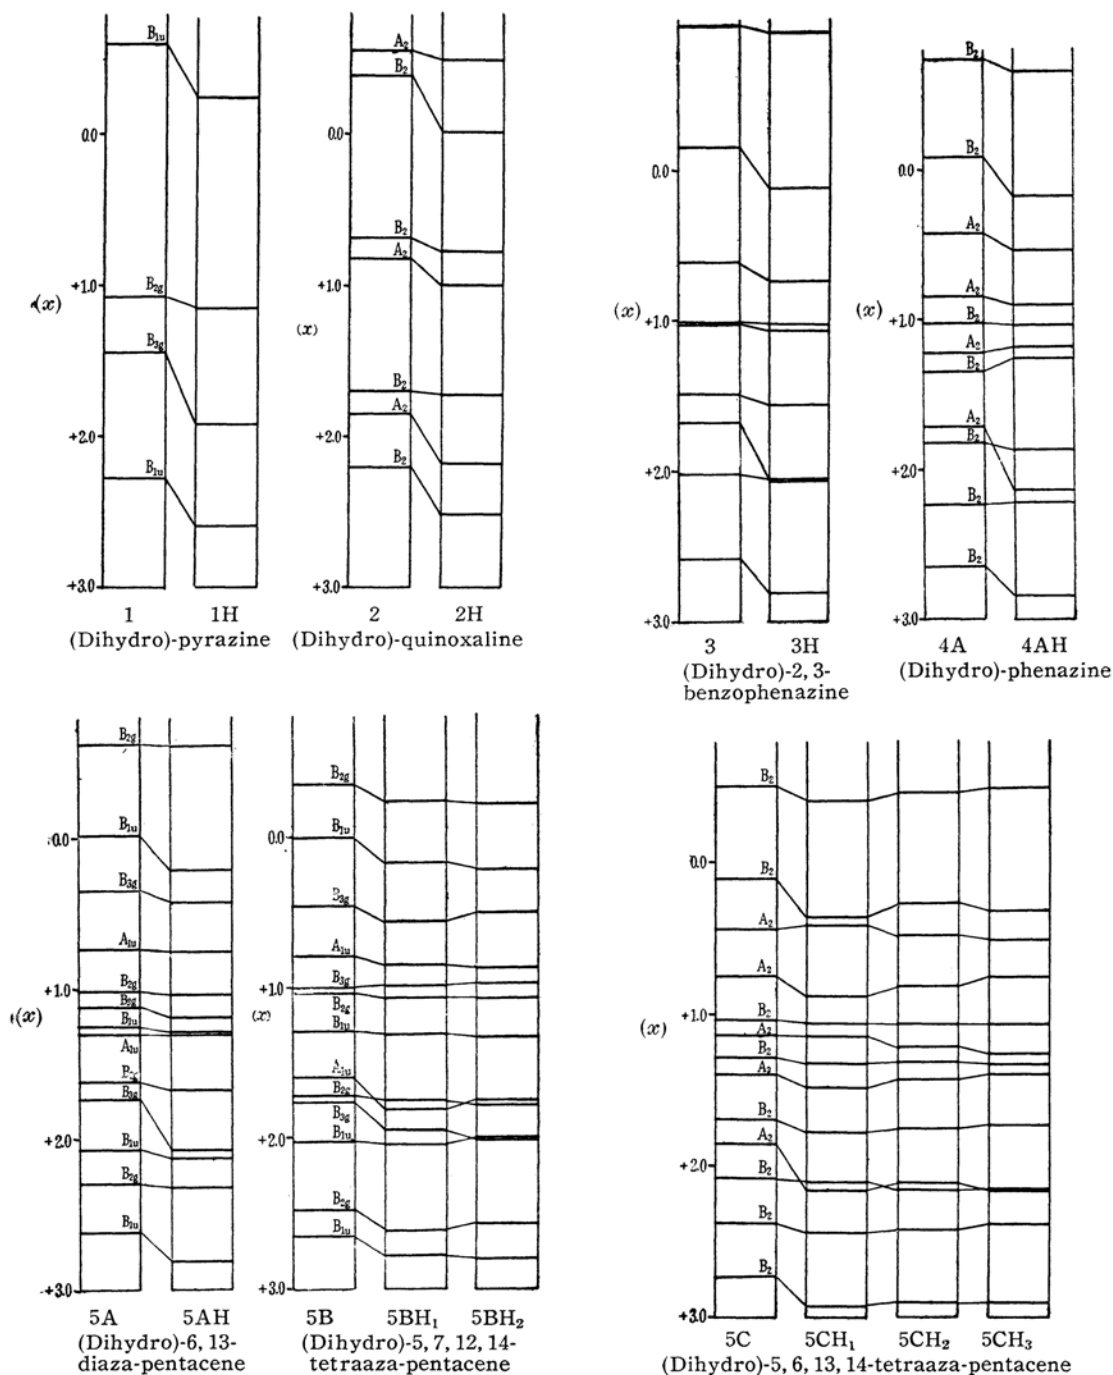 B1u
0.0
B2g
+1.0
(x)
B3g
+2.0
B1u
+3.0
1 1H
(Dihydro)-pyrazine
A2
B2
0.0
B2
A2
+1.0
(x)
B2
A2
+2.0
B2
+3.0
2 2H
(Dihydro)-quinoxaline
0.0
(x)
+1.0
+2.0
+3.0
3 3H
(Dihydro)-2, 3-
benzophenazine
B2
B2
0.0
A2
A2
(x)
+1.0
B2
A2
B2
A2
B2
+2.0
B2
B2
+3.0
4A 4AH
(Dihydro)-phenazine
B2g
B1u
0.0
B3g
A1u
+1.0
B2g
B2g
(x)
B1u
A1u
B3g
+2.0
B1u
B2g
B1u
+3.0
5A 5AH
(Dihydro)-6, 13-
diaza-pentacene
B2g
B1u
0.0
B3g
A1u
B3g
+1.0
B2g
(x)
B1u
A1u
B2g
B3g
B1u
+2.0
B2g
B1u
+3.0
5B 5BH1 5BH2
(Dihydro)-5, 7, 12, 14-
tetraaza-pentacene
B2
0.0
B2
A2
A2
+1.0
B2
A2
(x)
B2
A2
B2
A2
+2.0
B2
B2
B2
+3.0
5C 5CH1 5CH2 5CH3
(Dihydro)-5, 6, 13, 14-tetraaza-pentacene